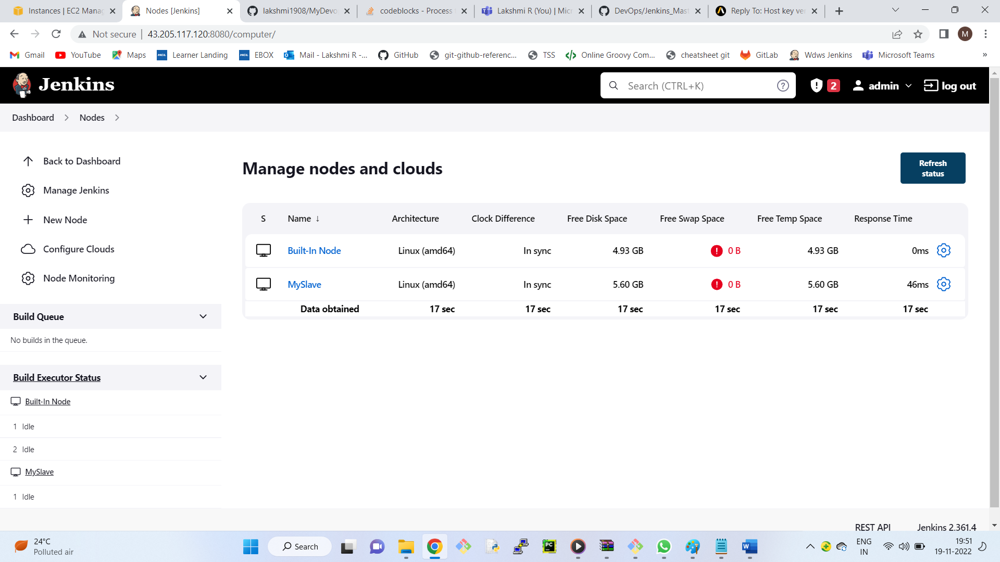 Instances | EC2 Manag
Nodes [Jenkins]
lakshmi1908/MyDevo
codeblocks - Process
Lakshmi R (You) | Micr
DevOps/Jenkins_Mast
Reply To: Host key ver
Not secure | 43.205.117.120:8080/computer/
M
Gmail YouTube Maps Learner Landing EBOX Mail - Lakshmi R -... GitHub git-github-referenc... TSS Online Groovy Com... cheatsheet git GitLab Wdws Jenkins Microsoft Teams »
Jenkins
Search (CTRL+K)
2
admin
log out
Dashboard > Nodes >
Back to Dashboard
Manage Jenkins
New Node
Configure Clouds
Node Monitoring
Build Queue
No builds in the queue.
Build Executor Status
Built-In Node
1 Idle
2 Idle
MySlave
1 Idle
Manage nodes and clouds
Refresh
status
S Name ↓ Architecture Clock Difference Free Disk Space Free Swap Space Free Temp Space Response Time
Built-In Node Linux (amd64) In sync 4.93 GB 0 B 4.93 GB 0ms
MySlave Linux (amd64) In sync 5.60 GB 0 B 5.60 GB 46ms
Data obtained 17 sec 17 sec 17 sec 17 sec 17 sec 17 sec
REST API Jenkins 2.361.4
24°C
Polluted air
Search
ENG
IN
19:51
19-11-2022